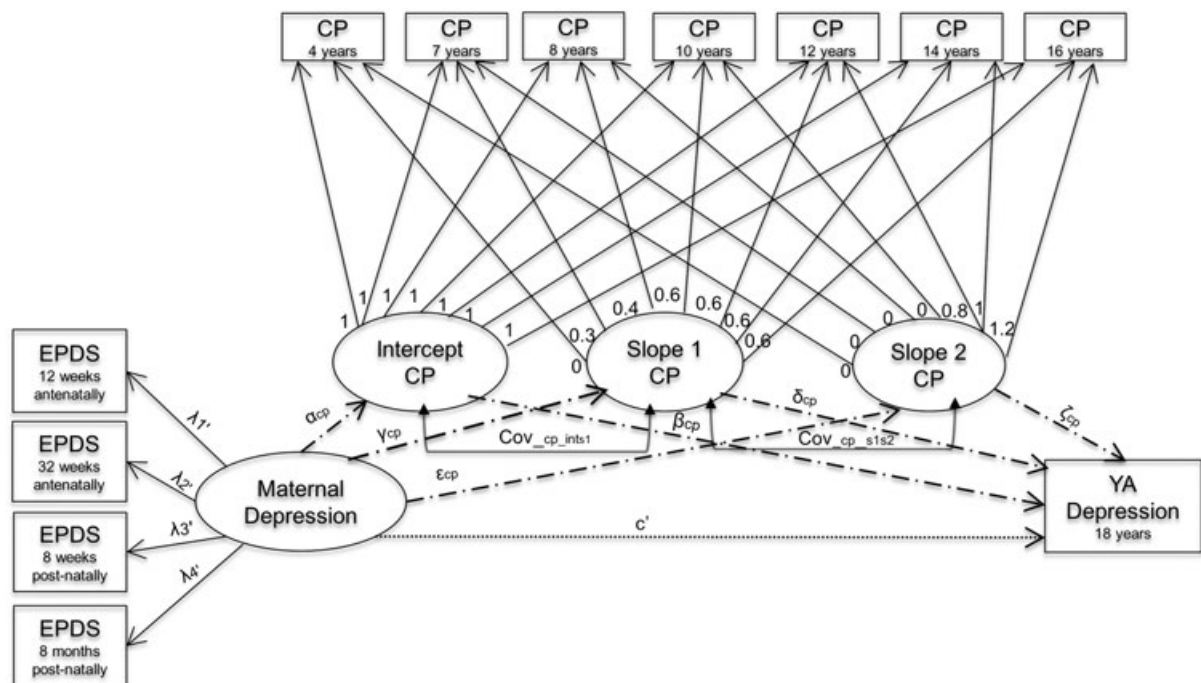 CP
4 years
CP
7 years
CP
8 years
CP
10 years
CP
12 years
CP
14 years
CP
16 years
1
1
1
1
1
1
1
0
0.3
0.4
0.6
0.6
0.6
0.6
0
0
0
0
0.8
1
1.2
Intercept
CP
Slope 1
CP
Slope 2
CP
EPDS
12 weeks
antenatally
EPDS
32 weeks
antenatally
EPDS
8 weeks
post-natally
EPDS
8 months
post-natally
λ1'
λ2'
λ3'
λ4'
Maternal
Depression
αcp
γcp
εcp
Cov_cp_ints1
βcp
δcp
Cov_cp_s1s2
ζcp
c'
YA
Depression
18 years